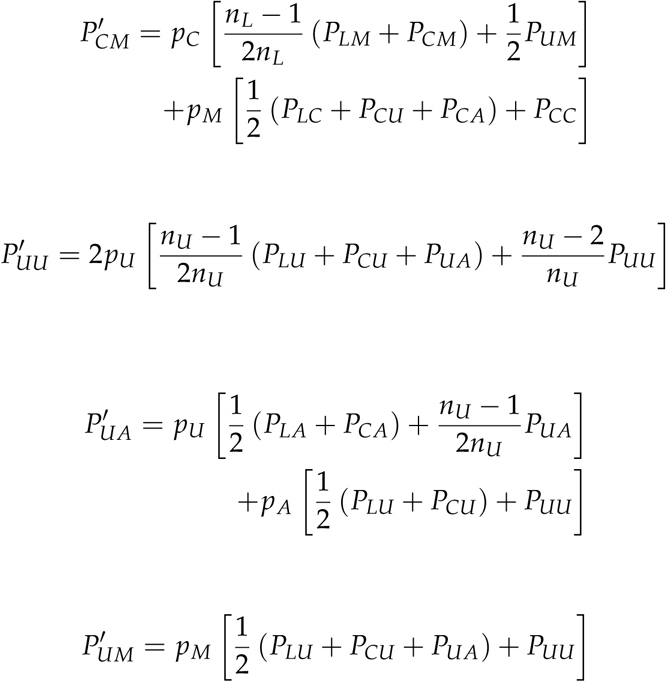 $P'_{CM} = p_C \left[ \frac{n_L - 1}{2n_L} (P_{LM} + P_{CM}) + \frac{1}{2} P_{UM} \right]$
$+ p_M \left[ \frac{1}{2} (P_{LC} + P_{CU} + P_{CA}) + P_{CC} \right]$
$P'_{UU} = 2p_U \left[ \frac{n_U - 1}{2n_U} (P_{LU} + P_{CU} + P_{UA}) + \frac{n_U - 2}{n_U} P_{UU} \right]$
$P'_{UA} = p_U \left[ \frac{1}{2} (P_{LA} + P_{CA}) + \frac{n_U - 1}{2n_U} P_{UA} \right]$
$+ p_A \left[ \frac{1}{2} (P_{LU} + P_{CU}) + P_{UU} \right]$
$P'_{UM} = p_M \left[ \frac{1}{2} (P_{LU} + P_{CU} + P_{UA}) + P_{UU} \right]$